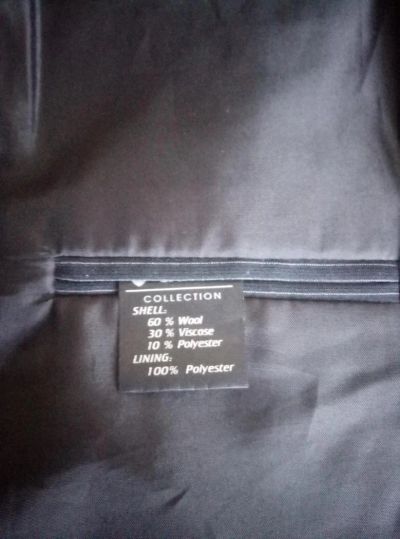 COLLECTION
SHELL:
60 % Wool
30 % Viscose
10 % Polyester
LINING:
100% Polyester